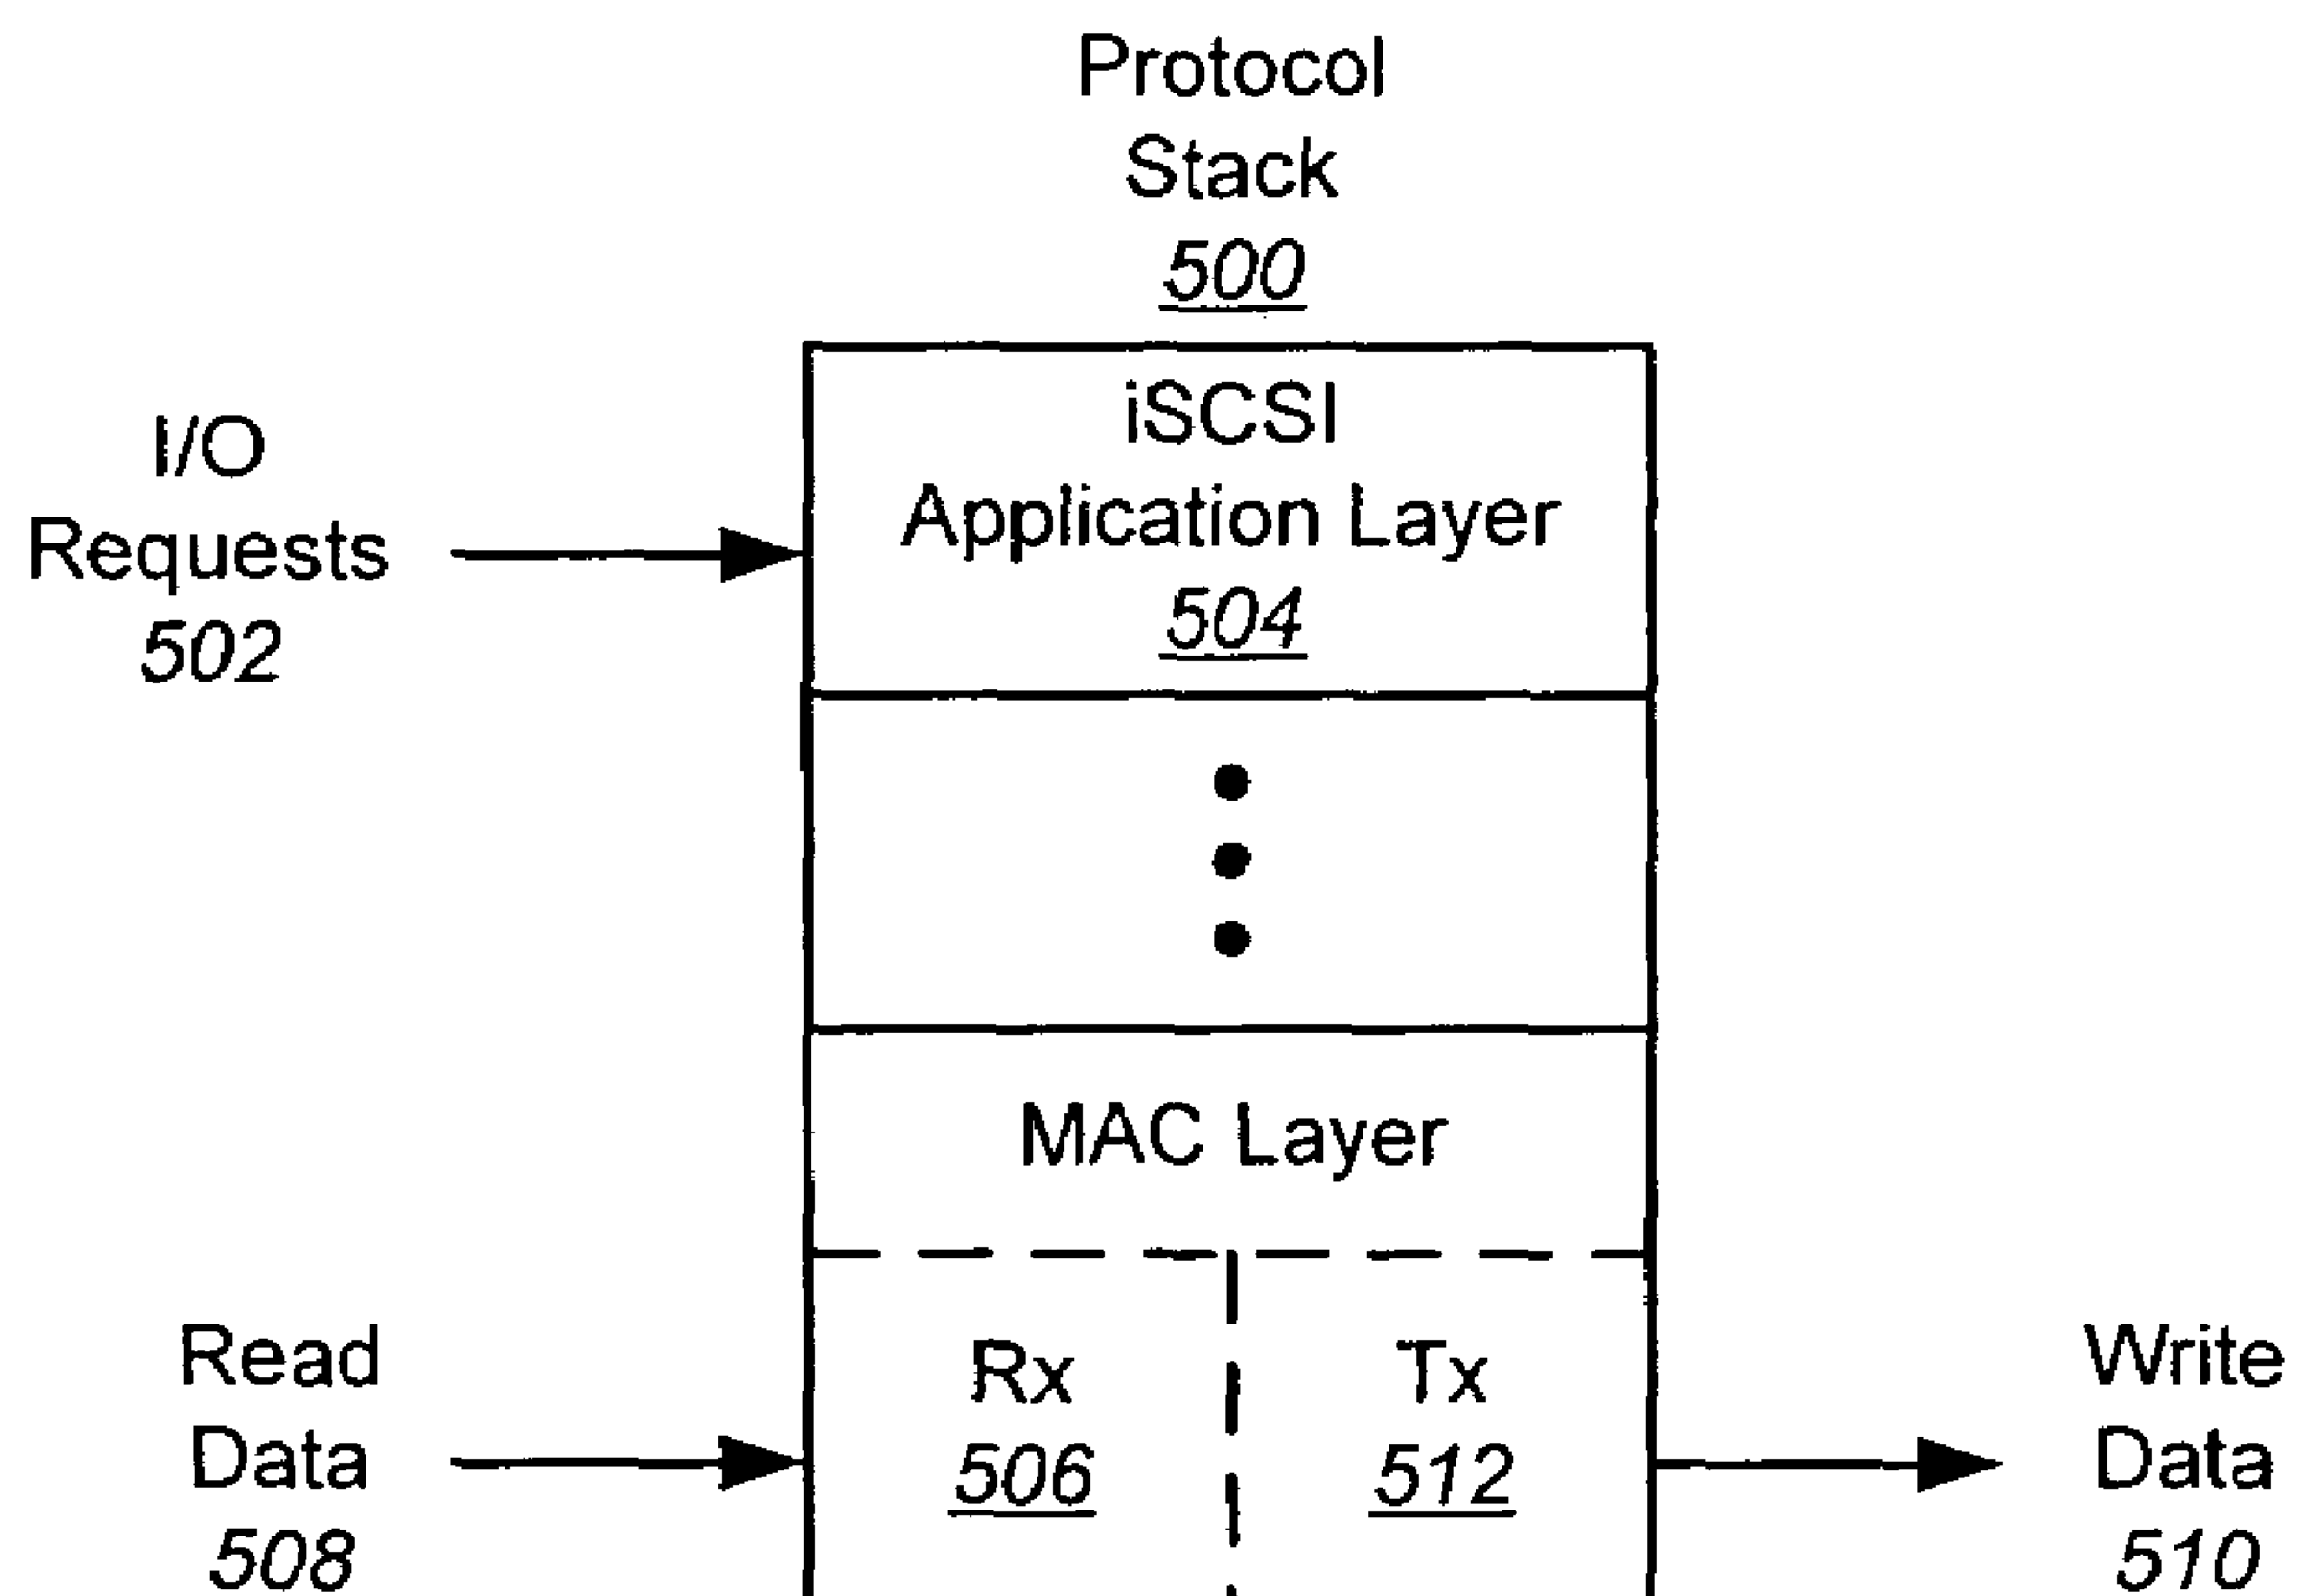 Protocol
Stack
500
I/O
Requests
502
iSCSI
Application Layer
504
MAC Layer
Read
Data
508
Rx
506
Tx
512
Write
Data
510